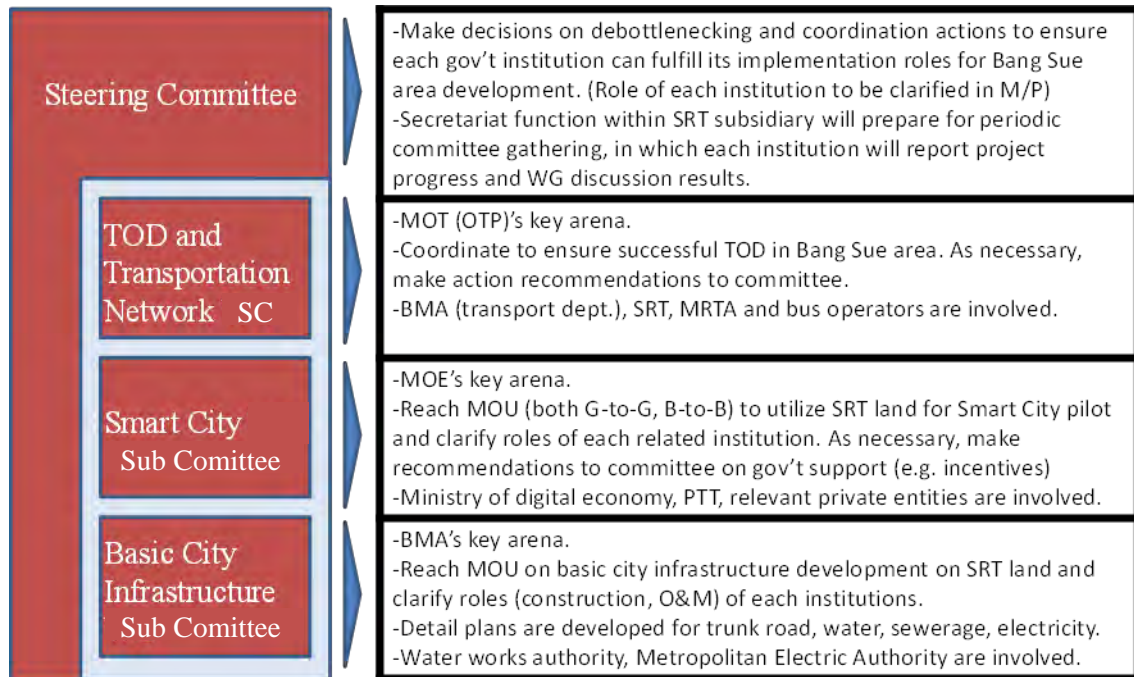 Steering Committee
-Make decisions on debottlenecking and coordination actions to ensure
each gov't institution can fulfill its implementation roles for Bang Sue
area development. (Role of each institution to be clarified in M/P)
-Secretariat function within SRT subsidiary will prepare for periodic
committee gathering, in which each institution will report project
progress and WG discussion results.
TOD and
Transportation
Network SC
-MOT (OTP)'s key arena.
-Coordinate to ensure successful TOD in Bang Sue area. As necessary,
make action recommendations to committee.
-BMA (transport dept.), SRT, MRTA and bus operators are involved.
Smart City
Sub Comittee
-MOE's key arena.
-Reach MOU (both G-to-G, B-to-B) to utilize SRT land for Smart City pilot
and clarify roles of each related institution. As necessary, make
recommendations to committee on gov't support (e.g. incentives)
-Ministry of digital economy, PTT, relevant private entities are involved.
Basic City
Infrastructure
Sub Comittee
-BMA's key arena.
-Reach MOU on basic city infrastructure development on SRT land and
clarify roles (construction, O&M) of each institutions.
-Detail plans are developed for trunk road, water, sewerage, electricity.
-Water works authority, Metropolitan Electric Authority are involved.